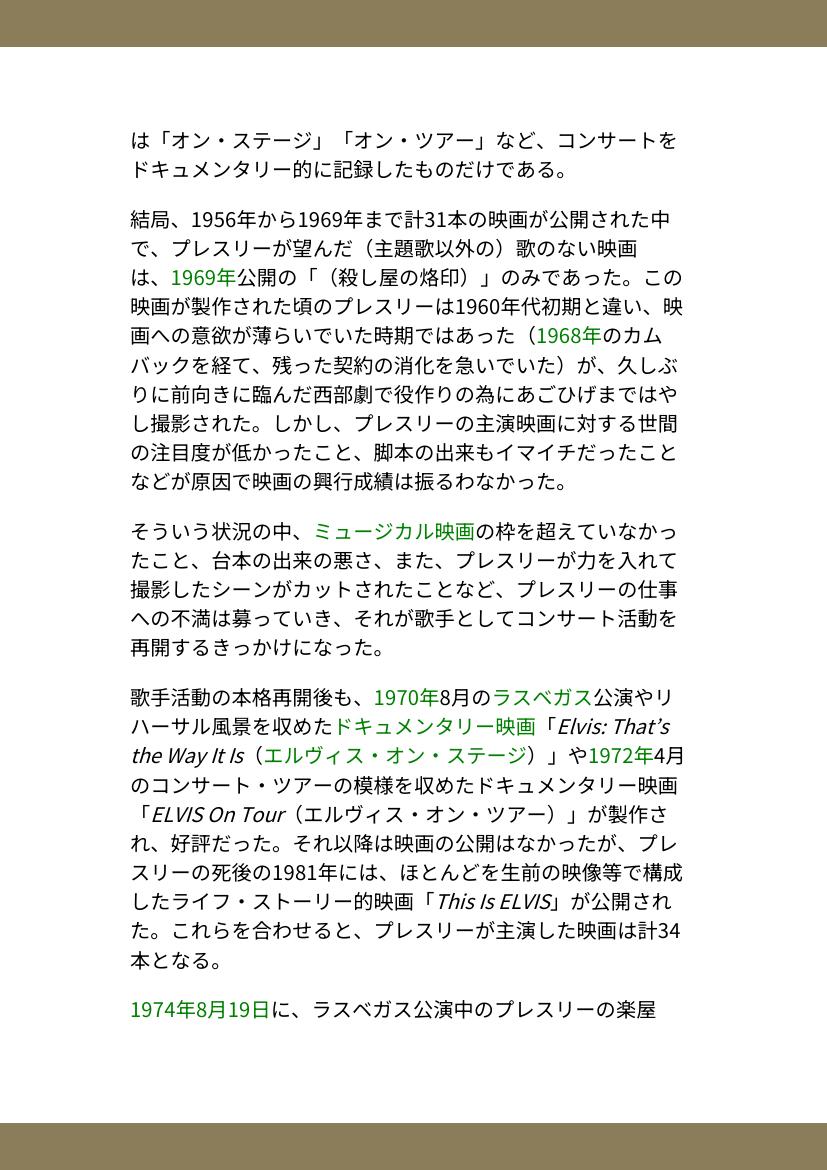 は「オン・ステージ」「オン・ツアー」など、コンサートを
ドキュメンタリー的に記録したものだけである。
結局、1956年から1969年まで計31本の映画が公開された中
で、プレスリーが望んだ（主題歌以外の）歌のない映画
は、1969年公開の「（殺し屋の烙印）」のみであった。この
映画が製作された頃のプレスリーは1960年代初期と違い、映
画への意欲が薄らいでいた時期ではあった（1968年のカム
バックを経て、残った契約の消化を急いでいた）が、久しぶ
りに前向きに臨んだ西部劇で役作りの為にあごひげまではや
し撮影された。しかし、プレスリーの主演映画に対する世間
の注目度が低かったこと、脚本の出来もイマイチだったこと
などが原因で映画の興行成績は振るわなかった。
そういう状況の中、ミュージカル映画の枠を超えていなかっ
たこと、台本の出来の悪さ、また、プレスリーが力を入れて
撮影したシーンがカットされたことなど、プレスリーの仕事
への不満は募っていき、それが歌手としてコンサート活動を
再開するきっかけになった。
歌手活動の本格再開後も、1970年8月のラスベガス公演やリ
ハーサル風景を収めたドキュメンタリー映画「Elvis: That’s
the Way It Is（エルヴィス・オン・ステージ）」や1972年4月
のコンサート・ツアーの模様を収めたドキュメンタリー映画
「ELVIS On Tour（エルヴィス・オン・ツアー）」が製作さ
れ、好評だった。それ以降は映画の公開はなかったが、プレ
スリーの死後の1981年には、ほとんどを生前の映像等で構成
したライフ・ストーリー的映画「This Is ELVIS」が公開され
た。これらを合わせると、プレスリーが主演した映画は計34
本となる。
1974年8月19日に、ラスベガス公演中のプレスリーの楽屋